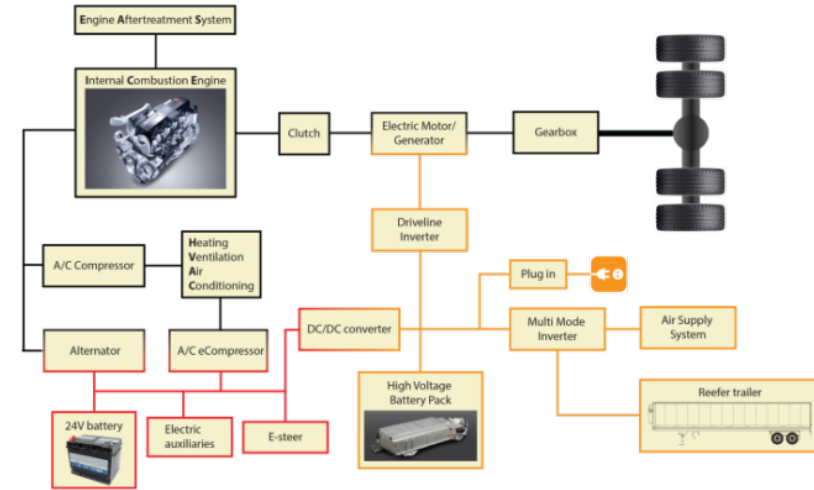 Engine Aftertreatment System
Internal Combustion Engine
Clutch
Electric Motor/
Generator
Gearbox
Driveline
Inverter
A/C Compressor
Heating
Ventilation
Air
Conditioning
Plug in
DC/DC converter
Multi Mode
Inverter
Air Supply
System
Alternator
A/C eCompressor
High Voltage
Battery Pack
Reefer trailer
24V battery
Electric
auxiliaries
E-steer